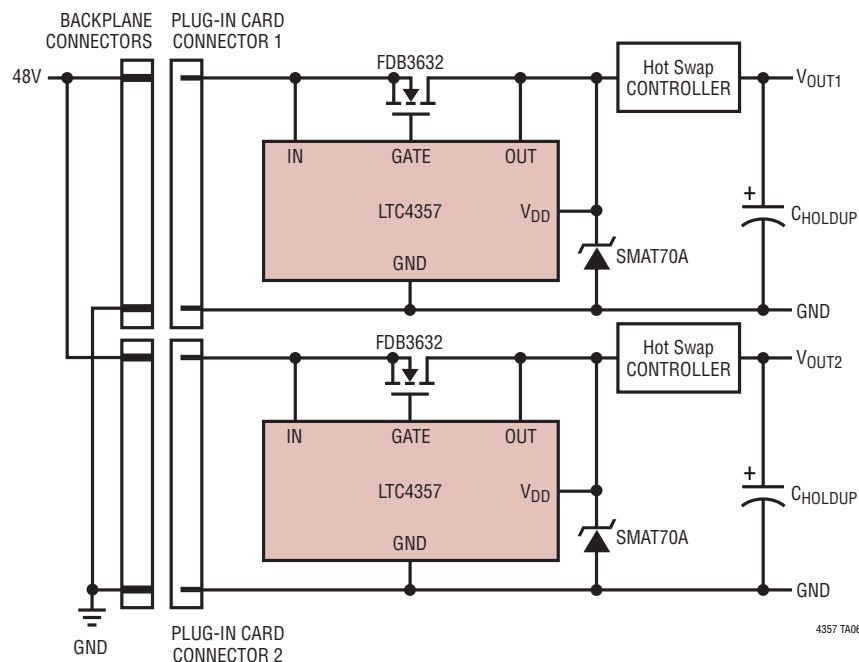 BACKPLANE
CONNECTORS
PLUG-IN CARD
CONNECTOR 1
48V
FDB3632
Hot Swap
CONTROLLER
VOUT1
IN
GATE
OUT
LTC4357
VDD
GND
SMAT70A
+
CHOLDUP
GND
FDB3632
Hot Swap
CONTROLLER
VOUT2
IN
GATE
OUT
LTC4357
VDD
GND
SMAT70A
+
CHOLDUP
GND
GND
PLUG-IN CARD
CONNECTOR 2
4357 TA06